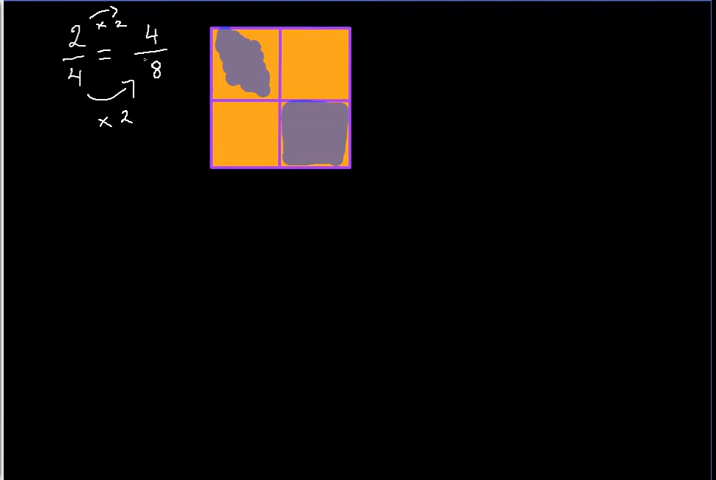 x 2
2/4 = 4/8
x 2